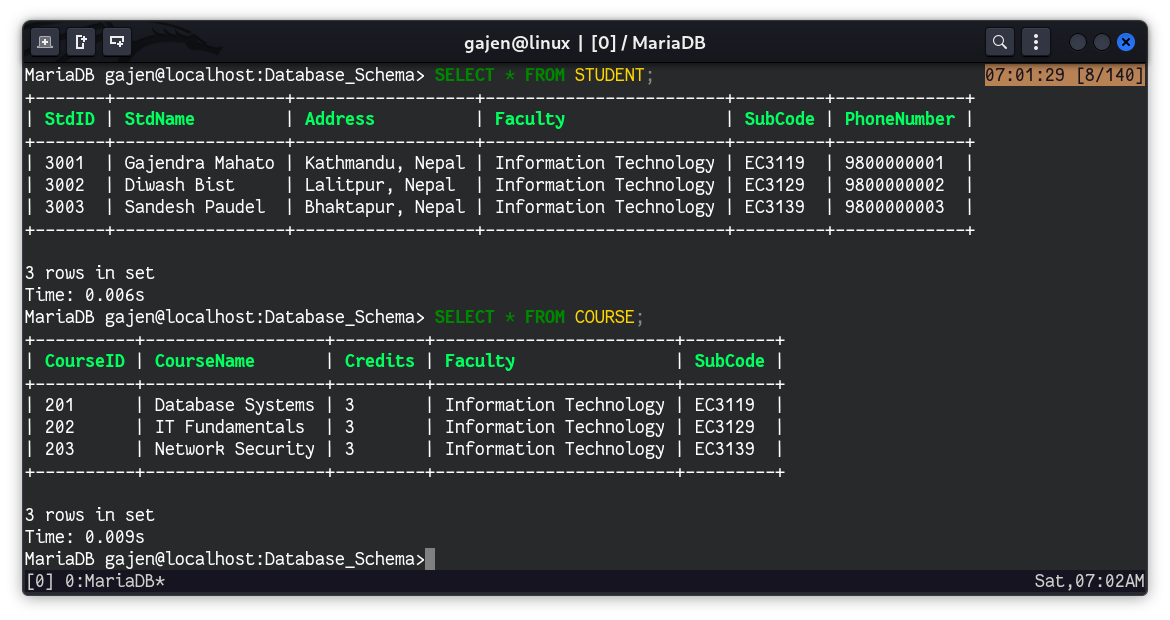 gajen@linux | [0] / MariaDB
MariaDB gajen@localhost:Database_Schema> SELECT * FROM STUDENT; 07:01:29 [8/140]
+-------+-----------------+------------------+------------------------+---------+-------------+
| StdID | StdName         | Address          | Faculty                | SubCode | PhoneNumber |
+-------+-----------------+------------------+------------------------+---------+-------------+
| 3001  | Gajendra Mahato | Kathmandu, Nepal | Information Technology | EC3119  | 9800000001  |
| 3002  | Diwash Bist     | Lalitpur, Nepal  | Information Technology | EC3129  | 9800000002  |
| 3003  | Sandesh Paudel  | Bhaktapur, Nepal | Information Technology | EC3139  | 9800000003  |
+-------+-----------------+------------------+------------------------+---------+-------------+
3 rows in set
Time: 0.006s
MariaDB gajen@localhost:Database_Schema> SELECT * FROM COURSE;
+----------+------------------+---------+------------------------+---------+
| CourseID | CourseName       | Credits | Faculty                | SubCode |
+----------+------------------+---------+------------------------+---------+
| 201      | Database Systems | 3       | Information Technology | EC3119  |
| 202      | IT Fundamentals  | 3       | Information Technology | EC3129  |
| 203      | Network Security | 3       | Information Technology | EC3139  |
+----------+------------------+---------+------------------------+---------+
3 rows in set
Time: 0.009s
MariaDB gajen@localhost:Database_Schema>
[0] 0:MariaDB* Sat,07:02AM